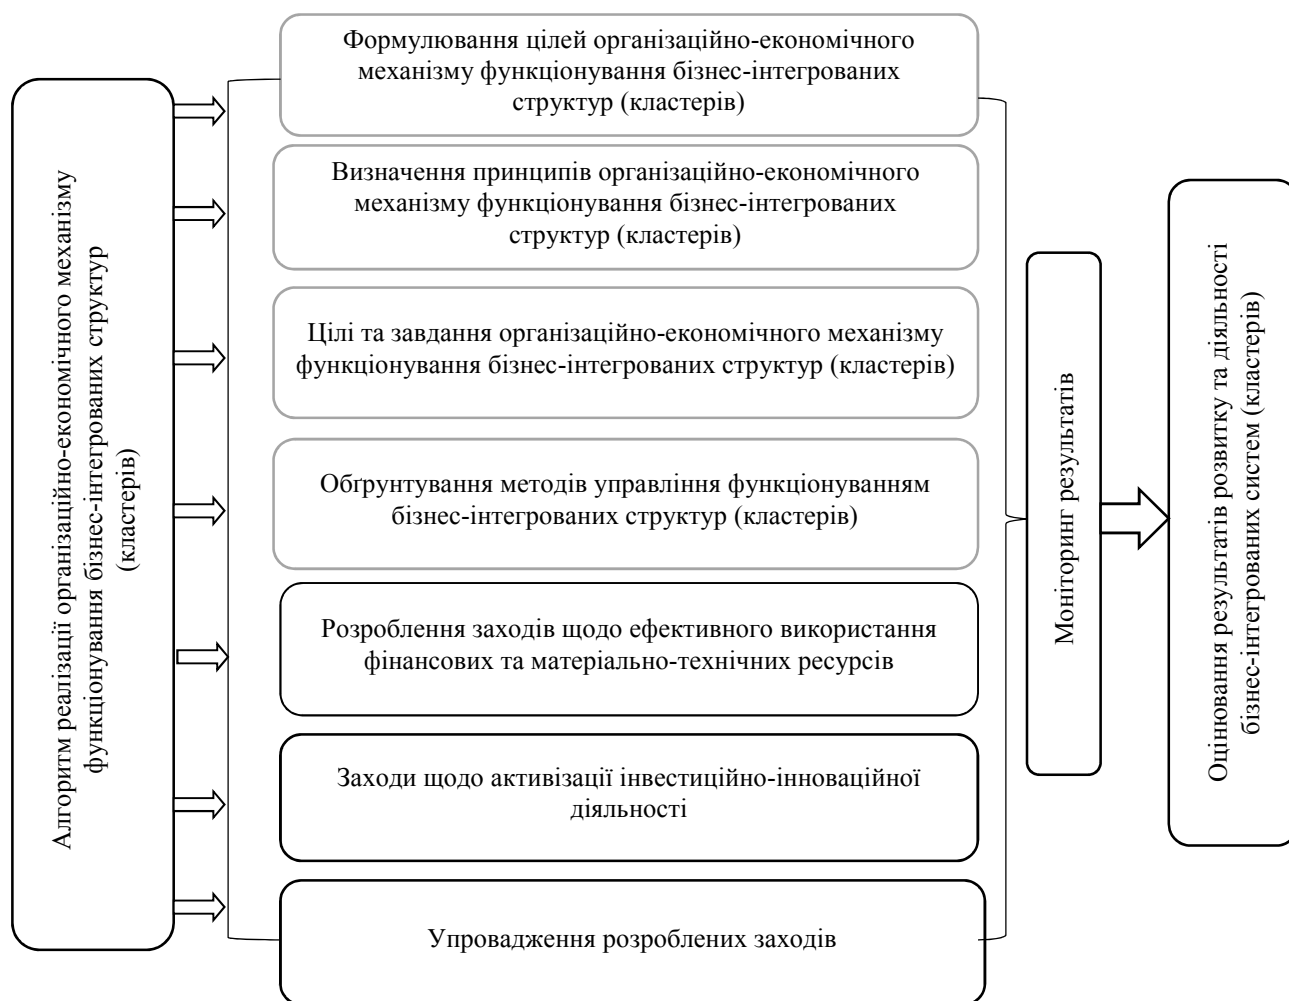 Алгоритм реалізації організаційно-економічного механізму
функціонування бізнес-інтегрованих структур
(кластерів)
Формулювання цілей організаційно-економічного
механізму функціонування бізнес-інтегрованих
структур (кластерів)
Визначення принципів організаційно-економічного
механізму функціонування бізнес-інтегрованих
структур (кластерів)
Цілі та завдання організаційно-економічного механізму
функціонування бізнес-інтегрованих структур (кластерів)
Обґрунтування методів управління функціонуванням
бізнес-інтегрованих структур (кластерів)
Розроблення заходів щодо ефективного використання
фінансових та матеріально-технічних ресурсів
Заходи щодо активізації інвестиційно-інноваційної
діяльності
Упровадження розроблених заходів
Моніторинг результатів
Оцінювання результатів розвитку та діяльності
бізнес-інтегрованих систем (кластерів)